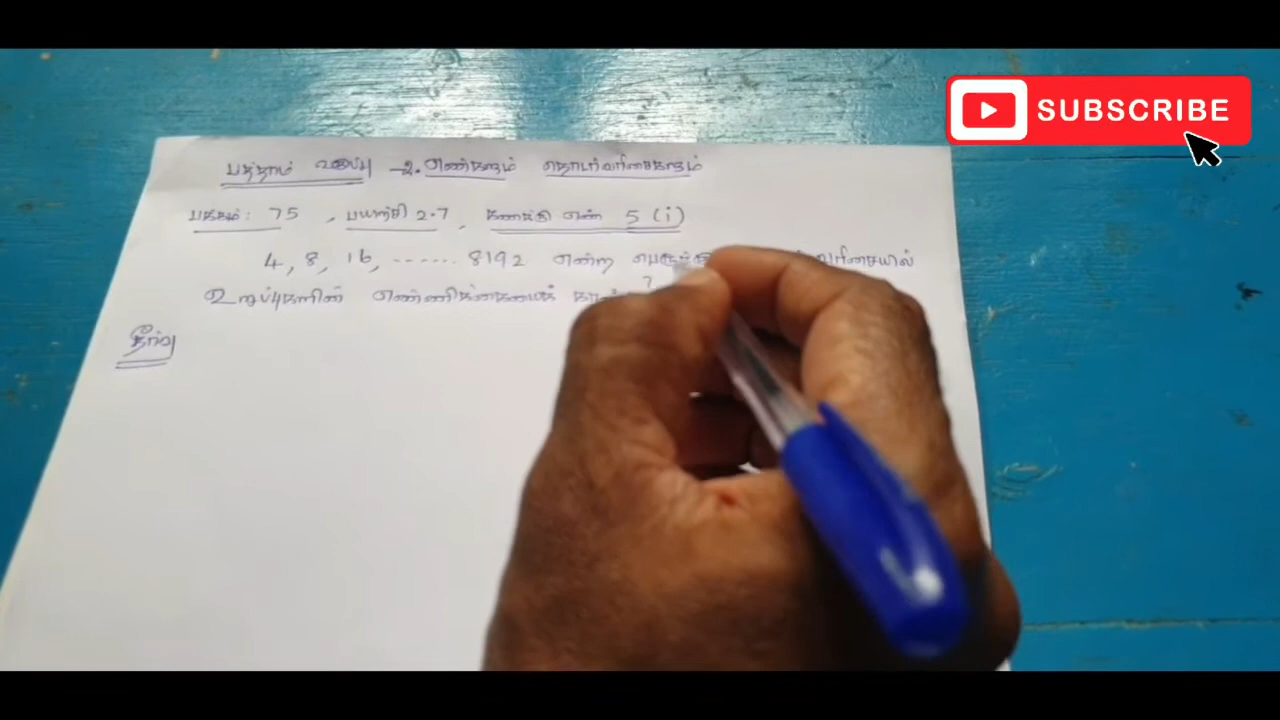 SUBSCRIBE
பத்தாம் வகுப்பு - 2. எண்களும் தொடர்வரிசைகளும்
பக்கம்: 75, பயிற்சி 2.7, கணக்கு எண் 5 (i)
4, 8, 16, ....... 8192 என்ற வரிசையில்
உறுப்புகளின் எண்ணிக்கையைக்
தீர்வு